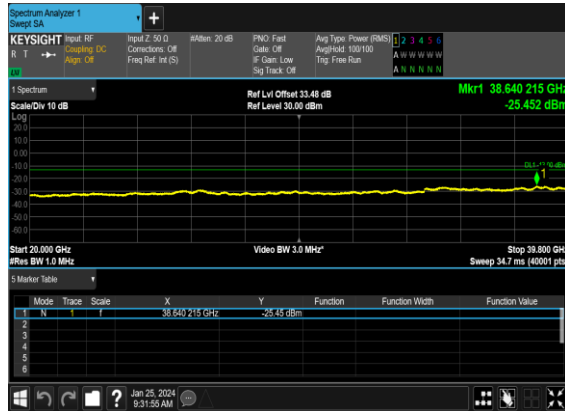 Spectrum Analyzer 1
Swept SA
KEYSIGHT Input: RF Input Z: 50 Ω #Atten: 20 dB PNO: Fast Avg Type: Power (RMS) 1 2 3 4 5 6
R T Coupling: DC Corrections: Off Gate: Off Avg|Hold: 100/100 A W W W W W
Align: Off Freq Ref: Int (S) IF Gain: Low Trig: Free Run
Sig Track: Off A N N N N N
1 Spectrum Ref Lvl Offset 33.48 dB Mkr1 38.640 215 GHz
Scale/Div 10 dB Ref Level 30.00 dBm -25.452 dBm
Log
20.0
10.0
0.00
-10.0
1
-20.0
-30.0
-40.0
-50.0
-60.0
Start 20.000 GHz Video BW 3.0 MHz* Stop 39.800 GHz
#Res BW 1.0 MHz Sweep 34.7 ms (40001 pts)
5 Marker Table
Mode Trace Scale X Y Function Function Width Function Value
1 N 1 f 38.640 215 GHz -25.45 dBm
2
3
4
5
6
? Jan 25, 2024
9:31:55 AM